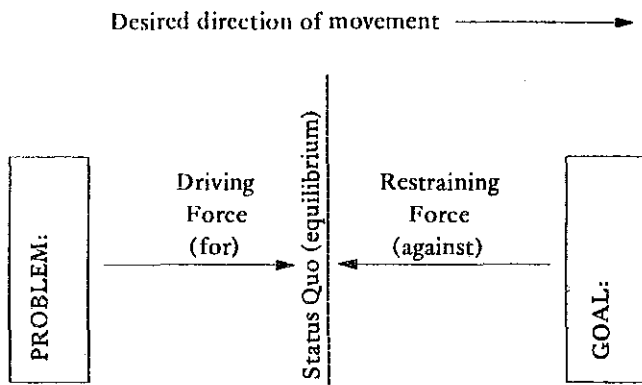 Desired direction of movement
PROBLEM:
Driving
Force
(for)
Status Quo (equilibrium)
Restraining
Force
(against)
GOAL: